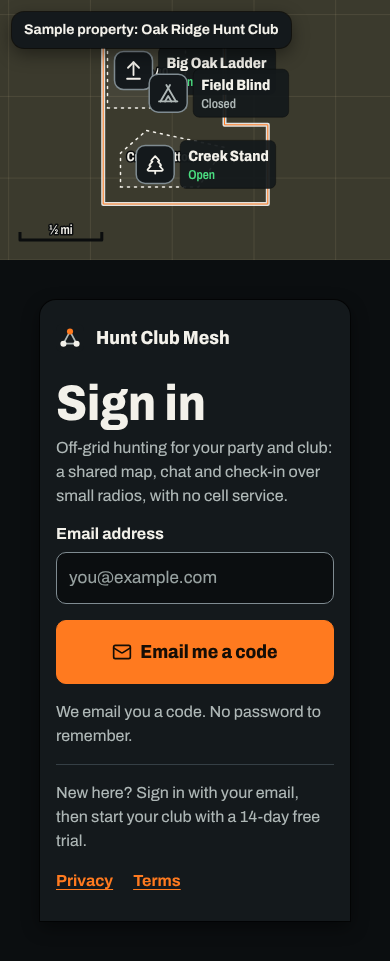 Sample property: Oak Ridge Hunt Club
Big Oak Ladder
Field Blind
Closed
Creek Stand
Open
½ mi
Hunt Club Mesh
Sign in
Off-grid hunting for your party and club:
a shared map, chat and check-in over
small radios, with no cell service.
Email address
you@example.com
Email me a code
We email you a code. No password to
remember.
New here? Sign in with your email,
then start your club with a 14-day free
trial.
Privacy Terms